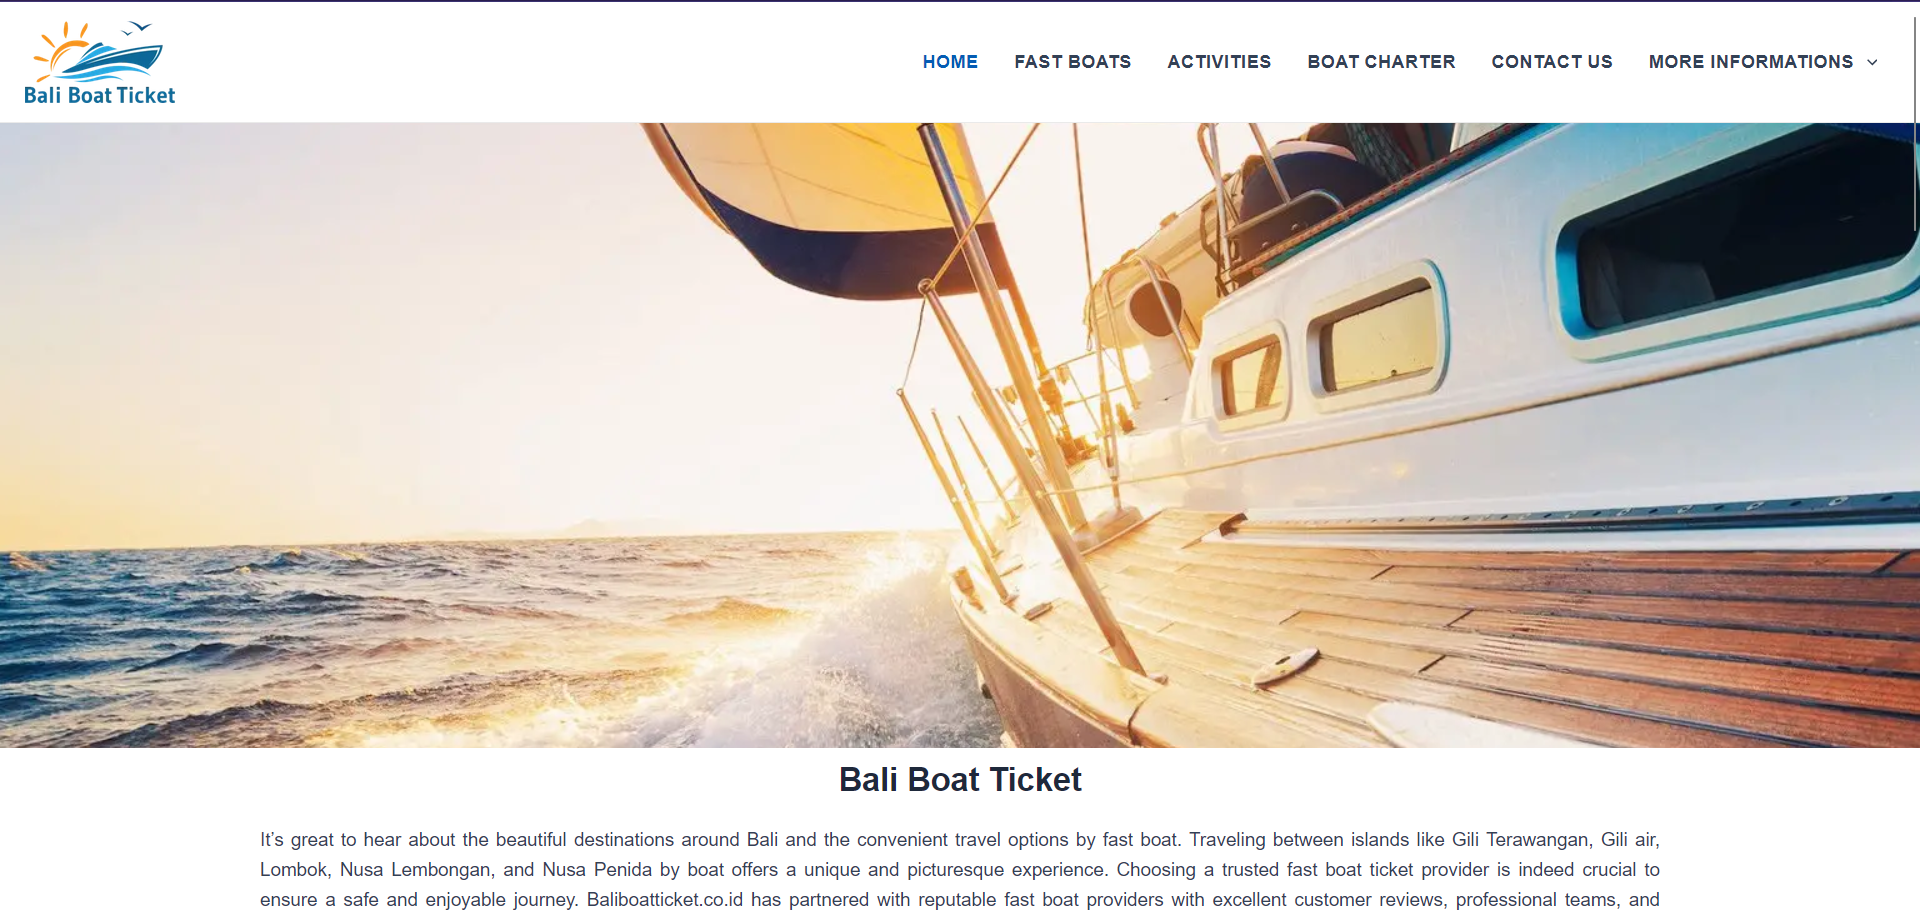 Bali Boat Ticket
HOME FAST BOATS ACTIVITIES BOAT CHARTER CONTACT US MORE INFORMATIONS
Bali Boat Ticket
It’s great to hear about the beautiful destinations around Bali and the convenient travel options by fast boat. Traveling between islands like Gili Terawangan, Gili air,
Lombok, Nusa Lembongan, and Nusa Penida by boat offers a unique and picturesque experience. Choosing a trusted fast boat ticket provider is indeed crucial to
ensure a safe and enjoyable journey. Baliboatticket.co.id has partnered with reputable fast boat providers with excellent customer reviews, professional teams, and